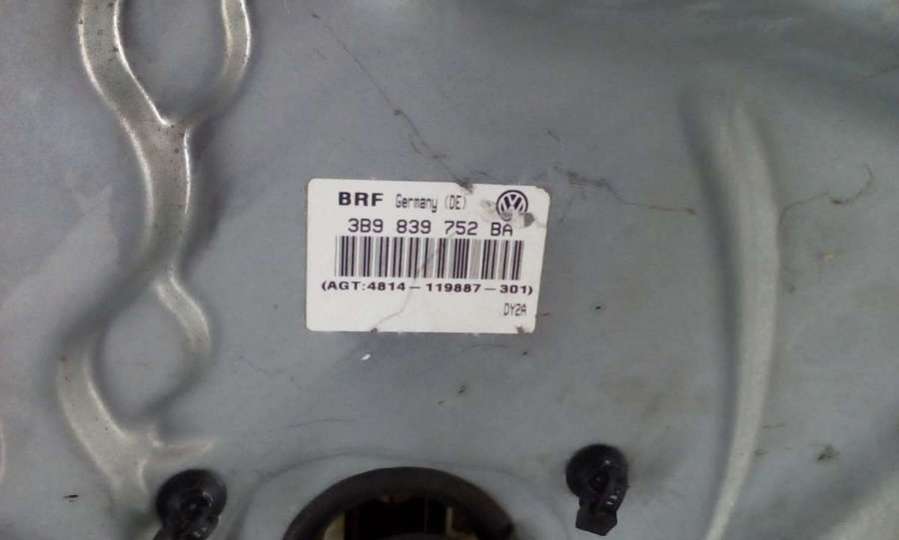 BRF Germany (DE)
3B9 839 752 BA
(AGT:4814-119887-301)
DY2A